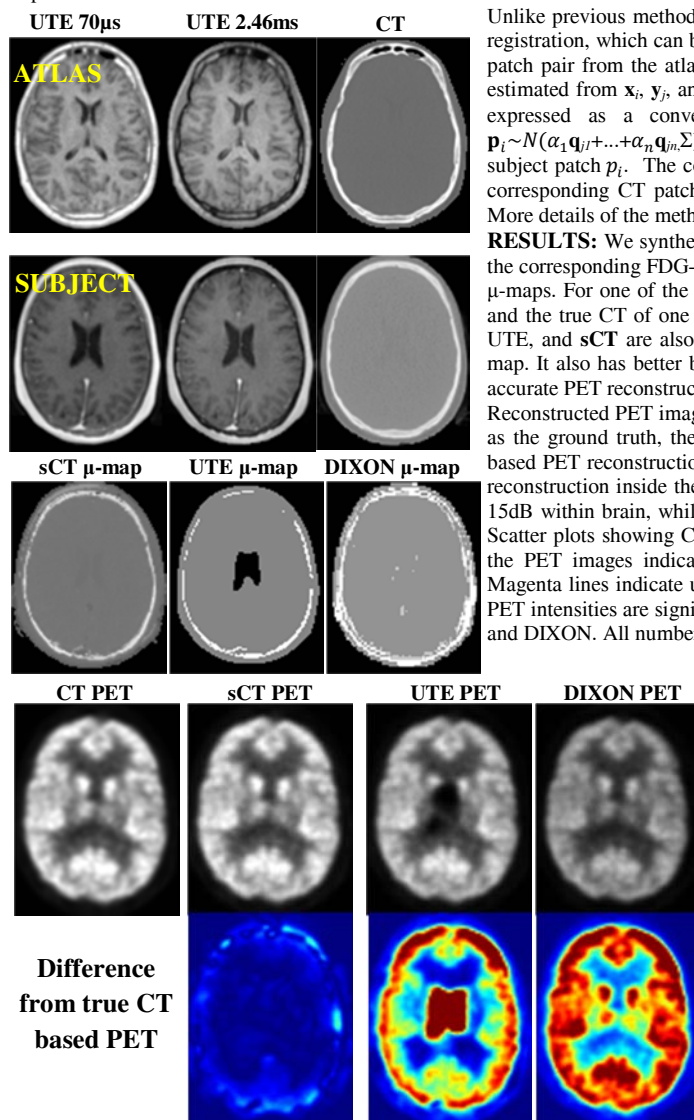 UTE 70µs UTE 2.46ms CT
ATLAS
SUBJECT
sCT µ-map UTE µ-map DIXON µ-map
CT PET sCT PET UTE PET DIXON PET
Difference
from true CT
based PET
Unlike previous method
registration, which can b
patch pair from the atla
estimated from xᵢ, yⱼ, an
expressed as a conve
pᵢ~N(α₁qⱼ₁+...+αₙqⱼₙ,Σ
subject patch pᵢ. The c
corresponding CT patch
More details of the meth
RESULTS: We synthe
the corresponding FDG-
µ-maps. For one of the
and the true CT of one
UTE, and sCT are also
map. It also has better b
accurate PET reconstruc
Reconstructed PET imag
as the ground truth, the
based PET reconstructio
reconstruction inside the
15dB within brain, whil
Scatter plots showing C
the PET images indica
Magenta lines indicate u
PET intensities are signi
and DIXON. All number